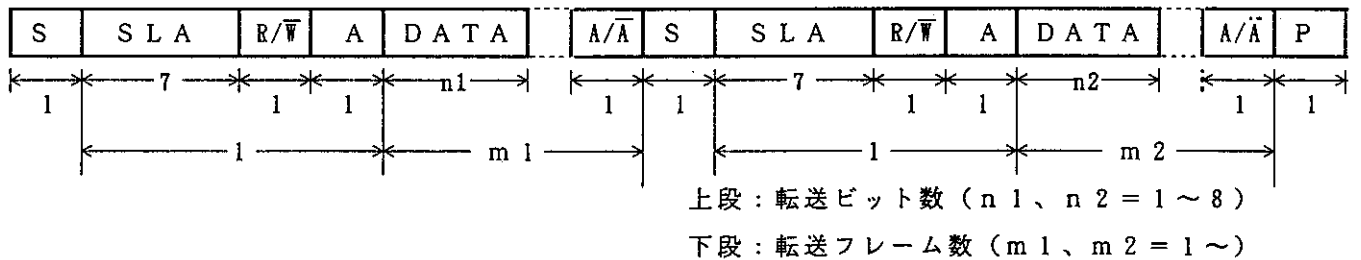 S SLA R/W̅ A DATA A/A̅ S SLA R/W̅ A DATA A/A̅ P
7 n1 7 n2
1 1 1 1 1 1 1 1 1
1 m1 1 m2
上段：転送ビット数（n1、n2＝1～8）
下段：転送フレーム数（m1、m2＝1～）